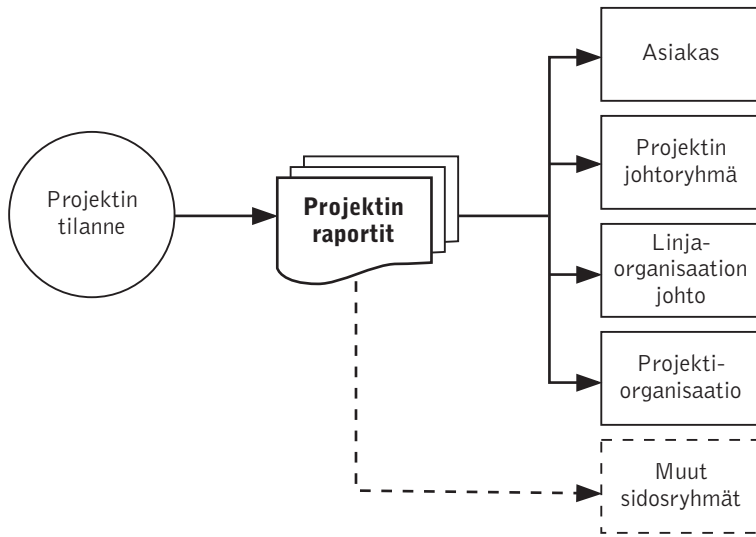 Projektin
tilanne
Projektin
raportit
Asiakas
Projektin
johtoryhmä
Linja-
organisaation
johto
Projekti-
organisaatio
Muut
sidosryhmät